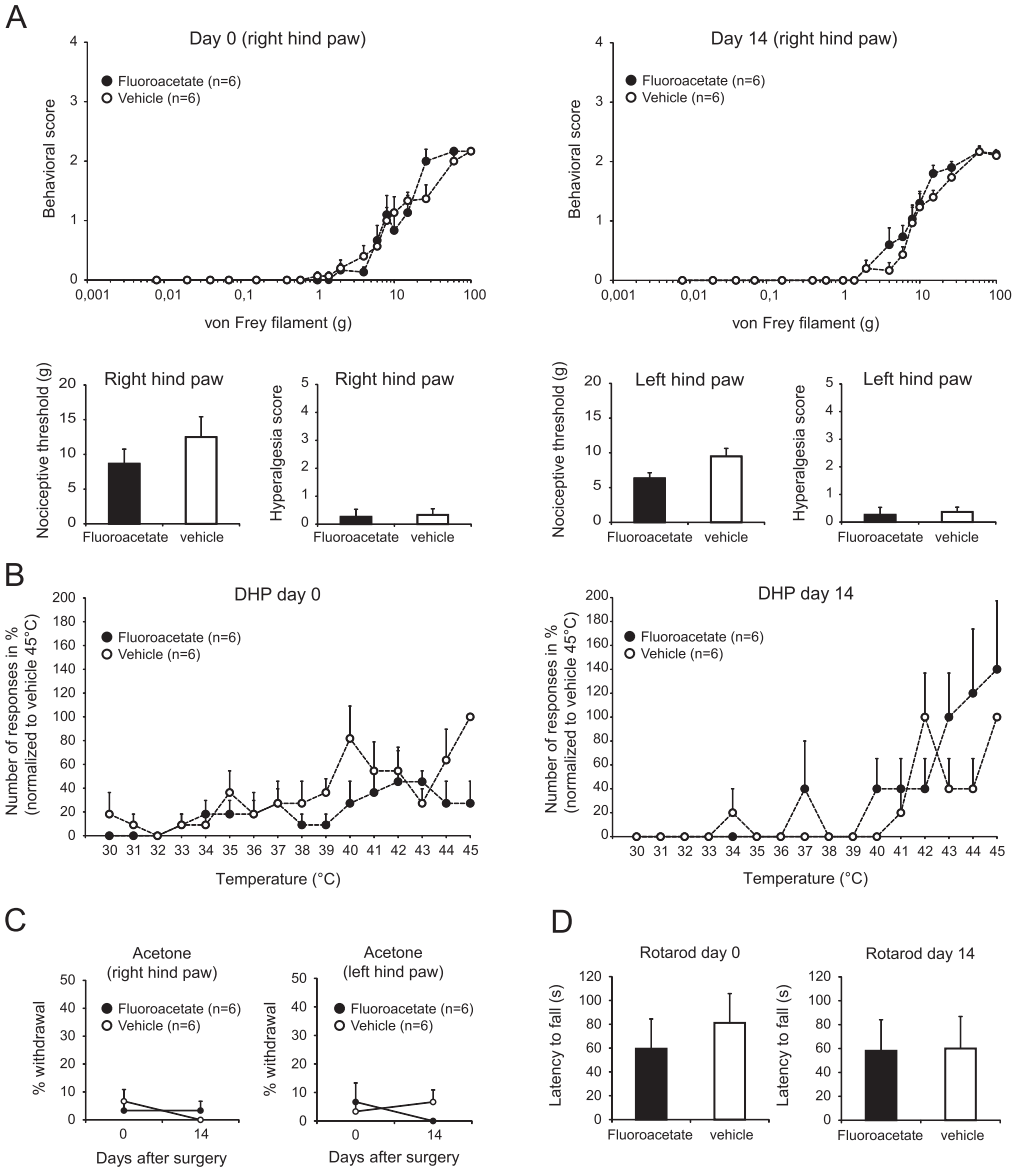 A
Day 0 (right hind paw)
Behavioral score
4
3
2
1
0
Fluoroacetate (n=6)
Vehicle (n=6)
0,001
0,01
0,1
1
10
100
von Frey filament (g)
Day 14 (right hind paw)
Behavioral score
4
3
2
1
0
Fluoroacetate (n=6)
Vehicle (n=6)
0,001
0,01
0,1
1
10
100
von Frey filament (g)
Right hind paw
Nociceptive threshold (g)
20
15
10
5
0
Fluoroacetate
vehicle
Right hind paw
Hyperalgesia score
5
4
3
2
1
0
Fluoroacetate
vehicle
Left hind paw
Nociceptive threshold (g)
20
15
10
5
0
Fluoroacetate
vehicle
Left hind paw
Hyperalgesia score
5
4
3
2
1
0
Fluoroacetate
vehicle
B
DHP day 0
Number of responses in %
(normalized to vehicle 45°C)
200
180
160
140
120
100
80
60
40
20
0
Fluoroacetate (n=6)
Vehicle (n=6)
30 31 32 33 34 35 36 37 38 39 40 41 42 43 44 45
Temperature (°C)
DHP day 14
Number of responses in %
(normalized to vehicle 45°C)
200
180
160
140
120
100
80
60
40
20
0
Fluoroacetate (n=6)
Vehicle (n=6)
30 31 32 33 34 35 36 37 38 39 40 41 42 43 44 45
Temperature (°C)
C
Acetone
(right hind paw)
% withdrawal
50
40
30
20
10
0
Fluoroacetate (n=6)
Vehicle (n=6)
0
14
Days after surgery
Acetone
(left hind paw)
% withdrawal
50
40
30
20
10
0
Fluoroacetate (n=6)
Vehicle (n=6)
0
14
Days after surgery
D
Rotarod day 0
Latency to fall (s)
120
100
80
60
40
20
0
Fluoroacetate
vehicle
Rotarod day 14
Latency to fall (s)
120
100
80
60
40
20
0
Fluoroacetate
vehicle